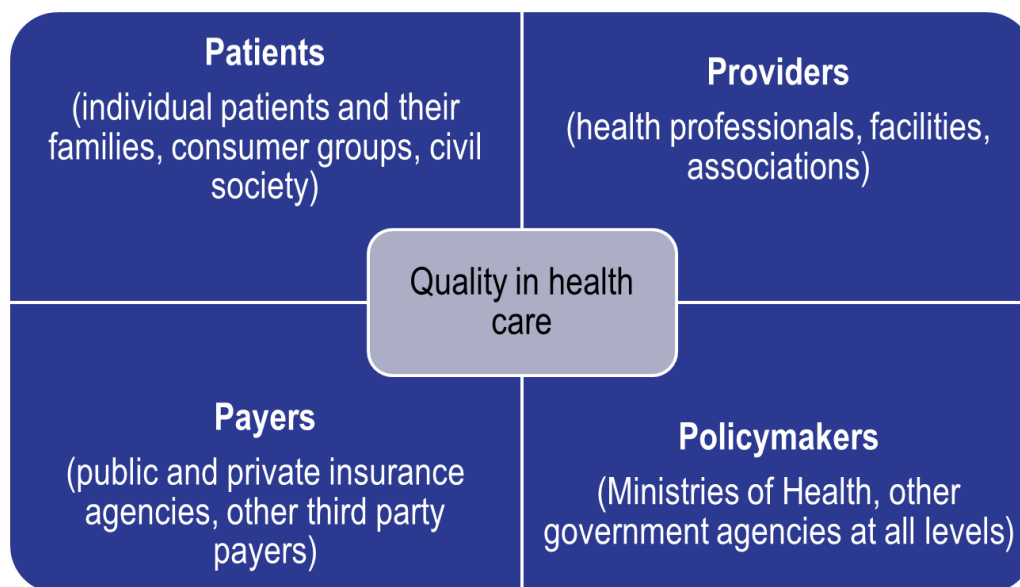 Patients
(individual patients and their
families, consumer groups, civil
society)
Providers
(health professionals, facilities,
associations)
Quality in health
care
Payers
(public and private insurance
agencies, other third party
payers)
Policymakers
(Ministries of Health, other
government agencies at all levels)